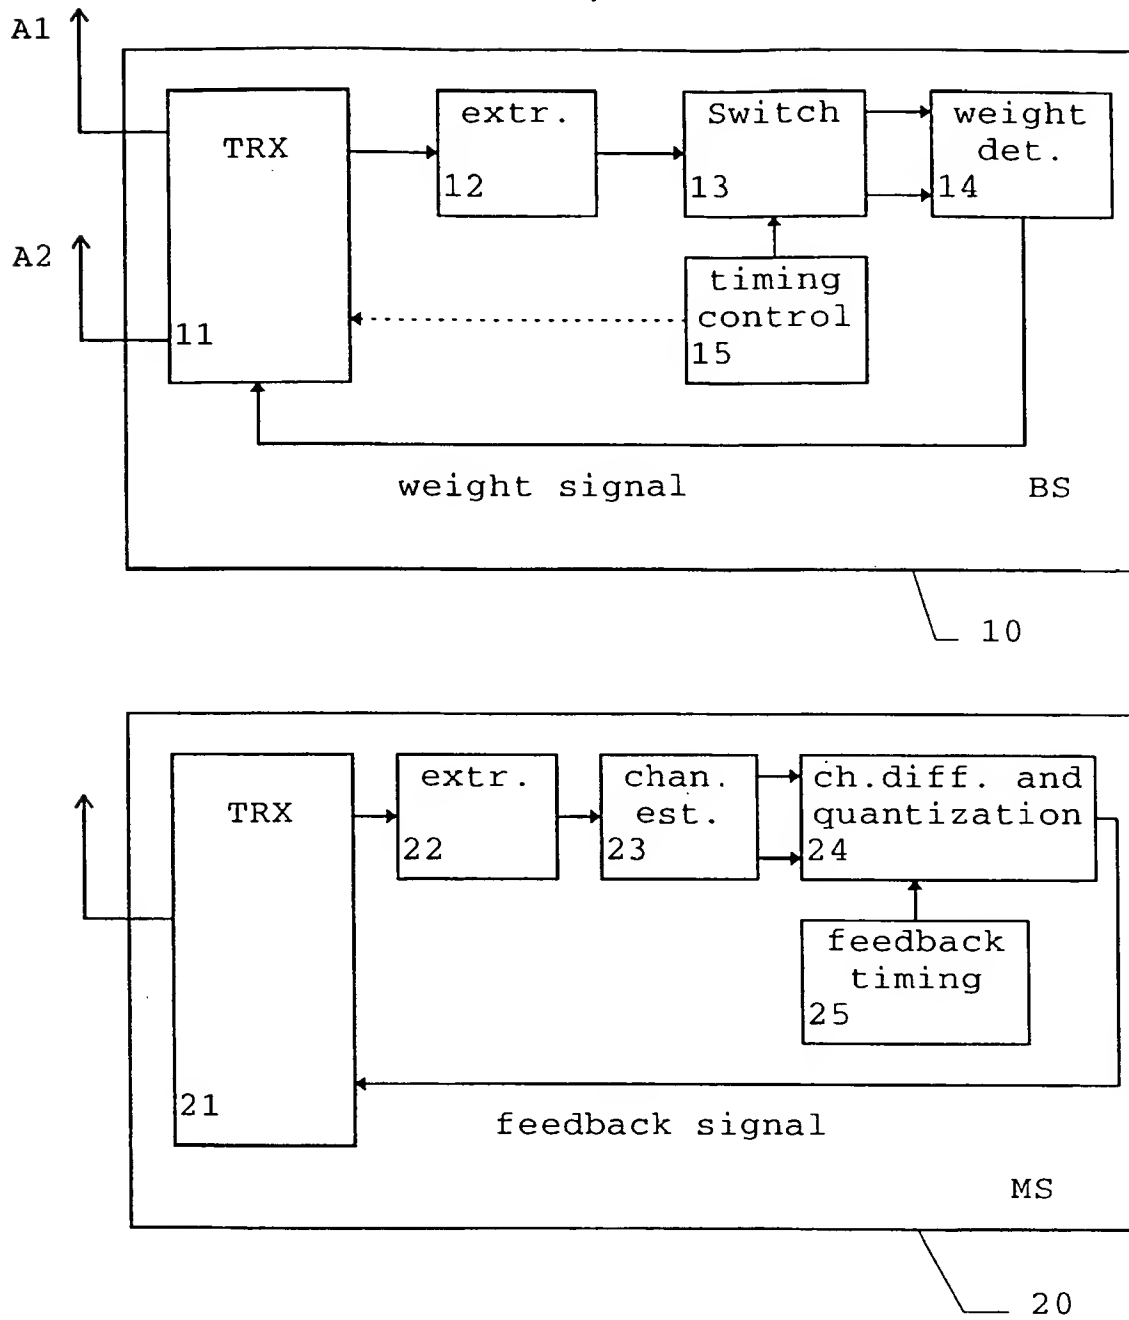 A1
TRX
extr.
Switch
weight
det.
12
13
14
A2
timing
control
11
15
weight signal
BS
10
TRX
extr.
chan.
est.
ch.diff. and
quantization
22
23
24
feedback
timing
25
21
feedback signal
MS
20